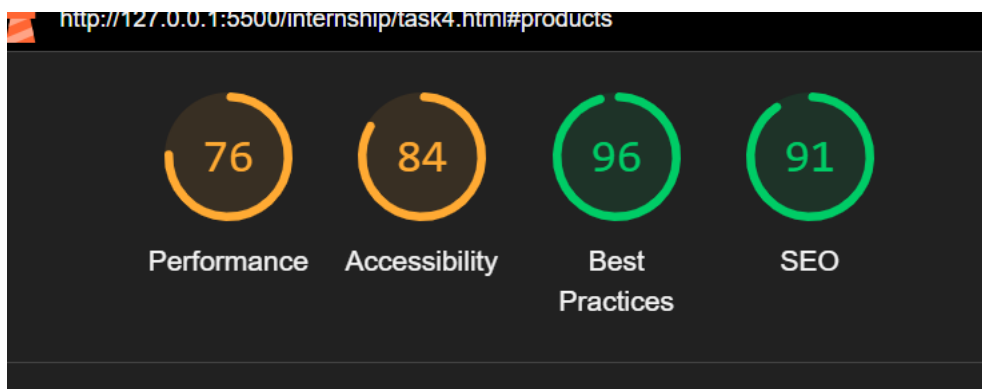 http://127.0.0.1:5500/internship/task4.html#products
76 84 96 91
Performance Accessibility Best Practices SEO